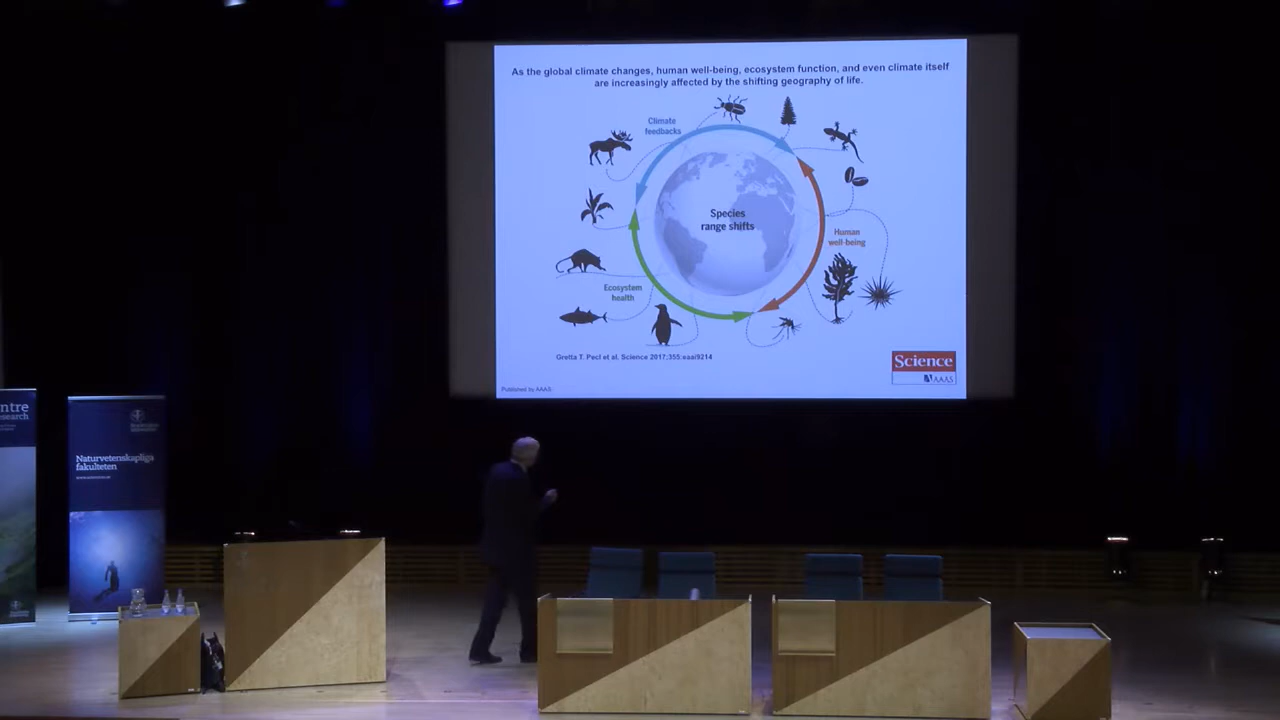 As the global climate changes, human well-being, ecosystem function, and even climate itself
are increasingly affected by the shifting geography of life.
Climate
feedbacks
Species
range shifts
Human
well-being
Ecosystem
health
Gretta T. Pecl et al. Science 2017;355:eaai9214
Science
AAAS
Published by AAAS
ntre
search
Naturvetenskapliga
fakulteten